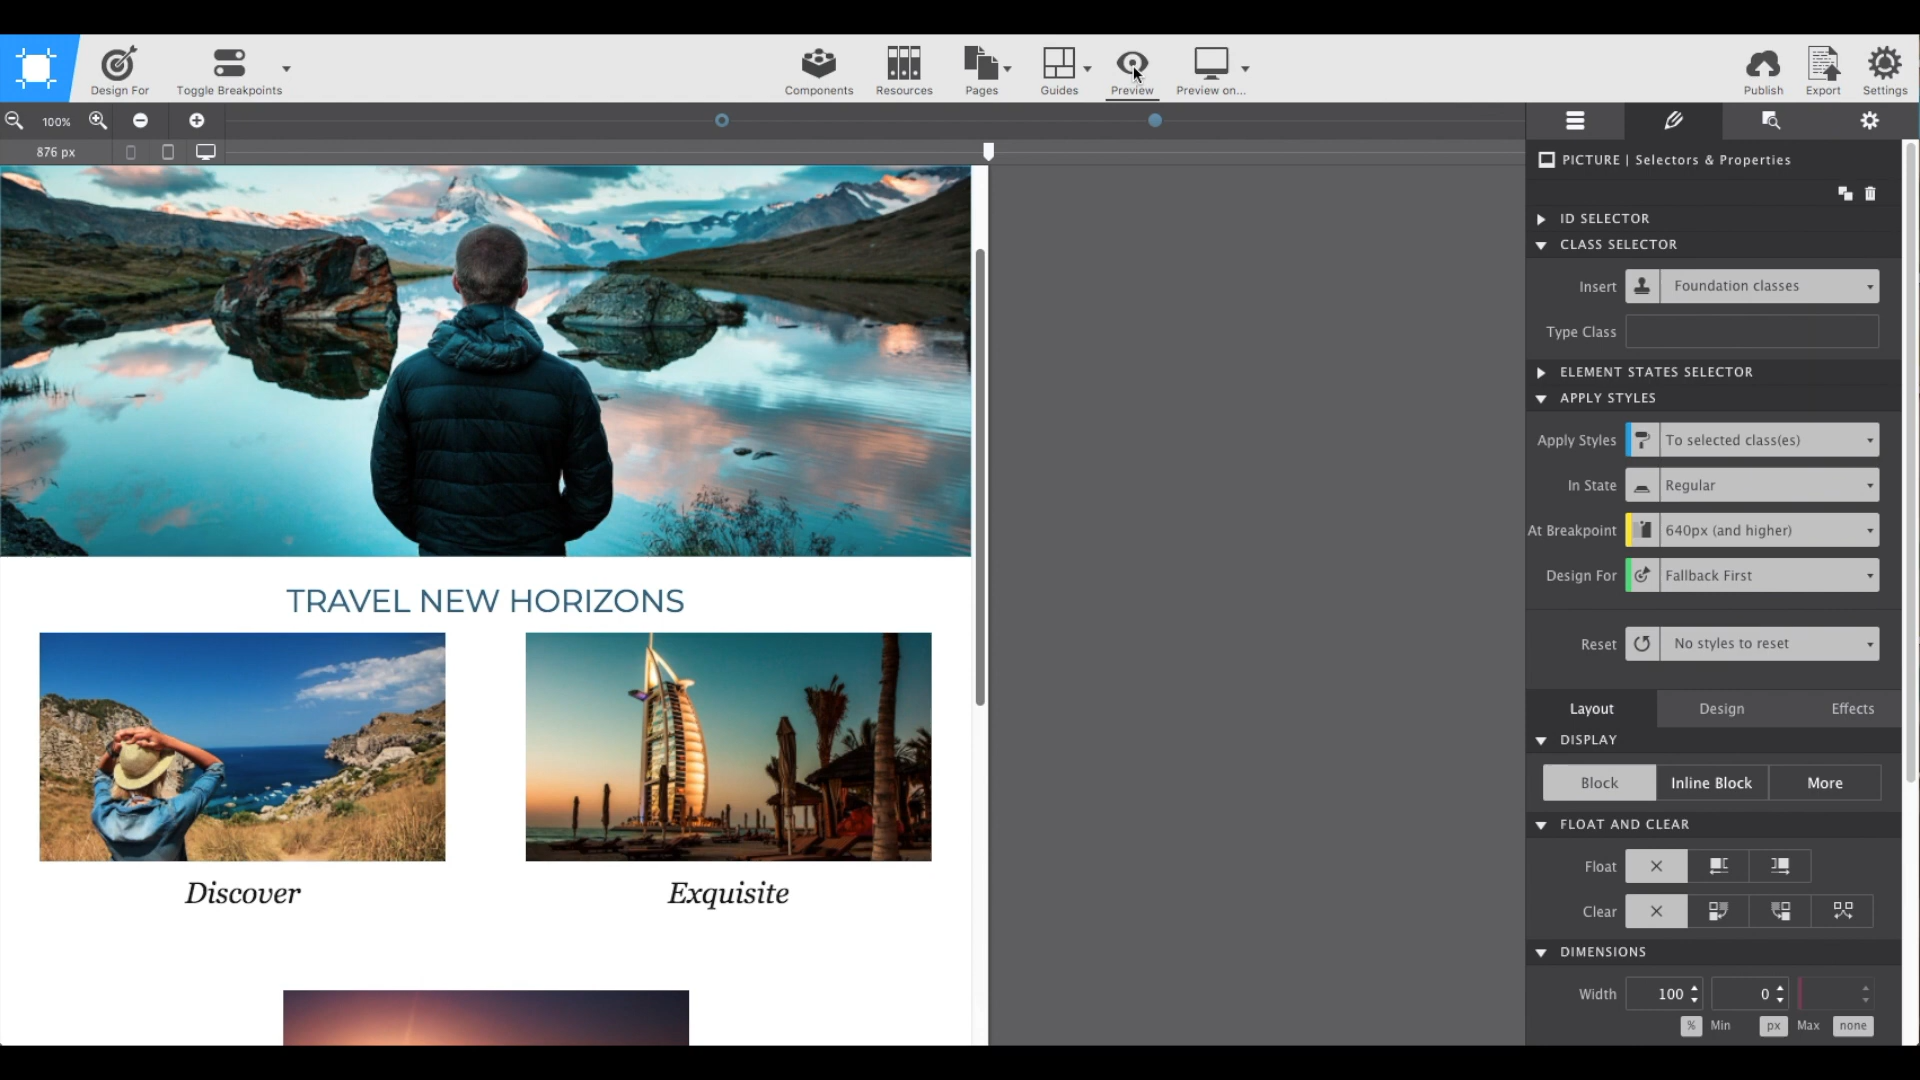 Design For
Toggle Breakpoints
Components
Resources
Pages
Guides
Preview
Preview on...
Publish
Export
Settings
100%
876 px
PICTURE | Selectors & Properties
ID SELECTOR
CLASS SELECTOR
Insert
Foundation classes
Type Class
ELEMENT STATES SELECTOR
APPLY STYLES
Apply Styles
To selected class(es)
In State
Regular
At Breakpoint
640px (and higher)
Design For
Fallback First
Reset
No styles to reset
Layout
Design
Effects
DISPLAY
Block
Inline Block
More
FLOAT AND CLEAR
Float
Clear
DIMENSIONS
Width
100
0
%
Min
px
Max
none
TRAVEL NEW HORIZONS
Discover
Exquisite